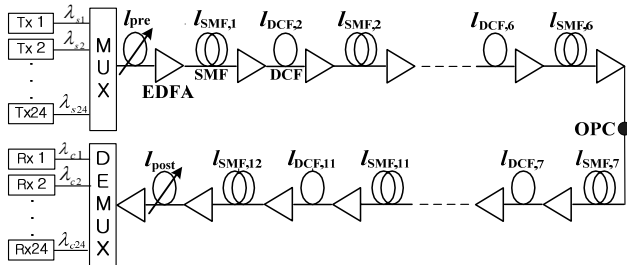 Tx 1
Tx 2
Tx24
λs1
λs2
λs24
MUX
lpre
lSMF,1
lDCF,2
lSMF,2
lDCF,6
lSMF,6
EDFA
SMF
DCF
OPC
Rx 1
Rx 2
Rx24
λc1
λc2
λc24
DEMUX
lpost
lSMF,12
lDCF,11
lSMF,11
lDCF,7
lSMF,7